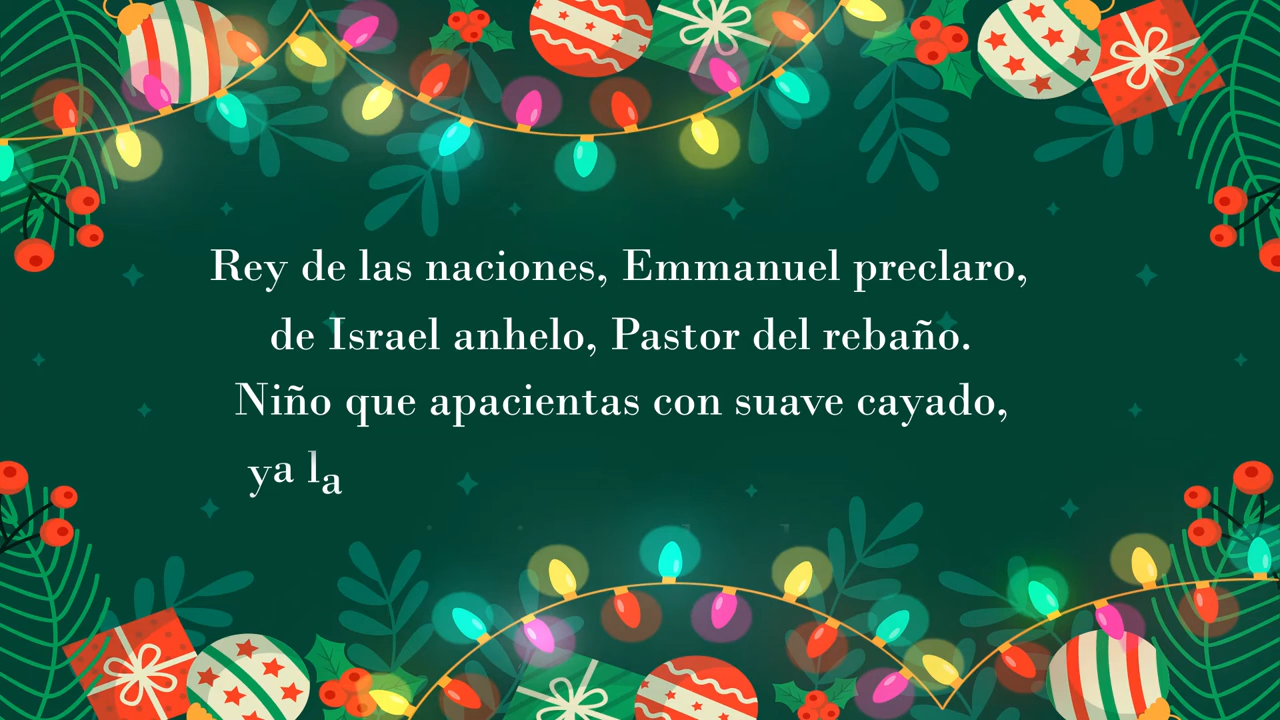 Rey de las naciones, Emmanuel preclaro,
de Israel anhelo, Pastor del rebaño.
Niño que apacientas con suave cayado,
ya la